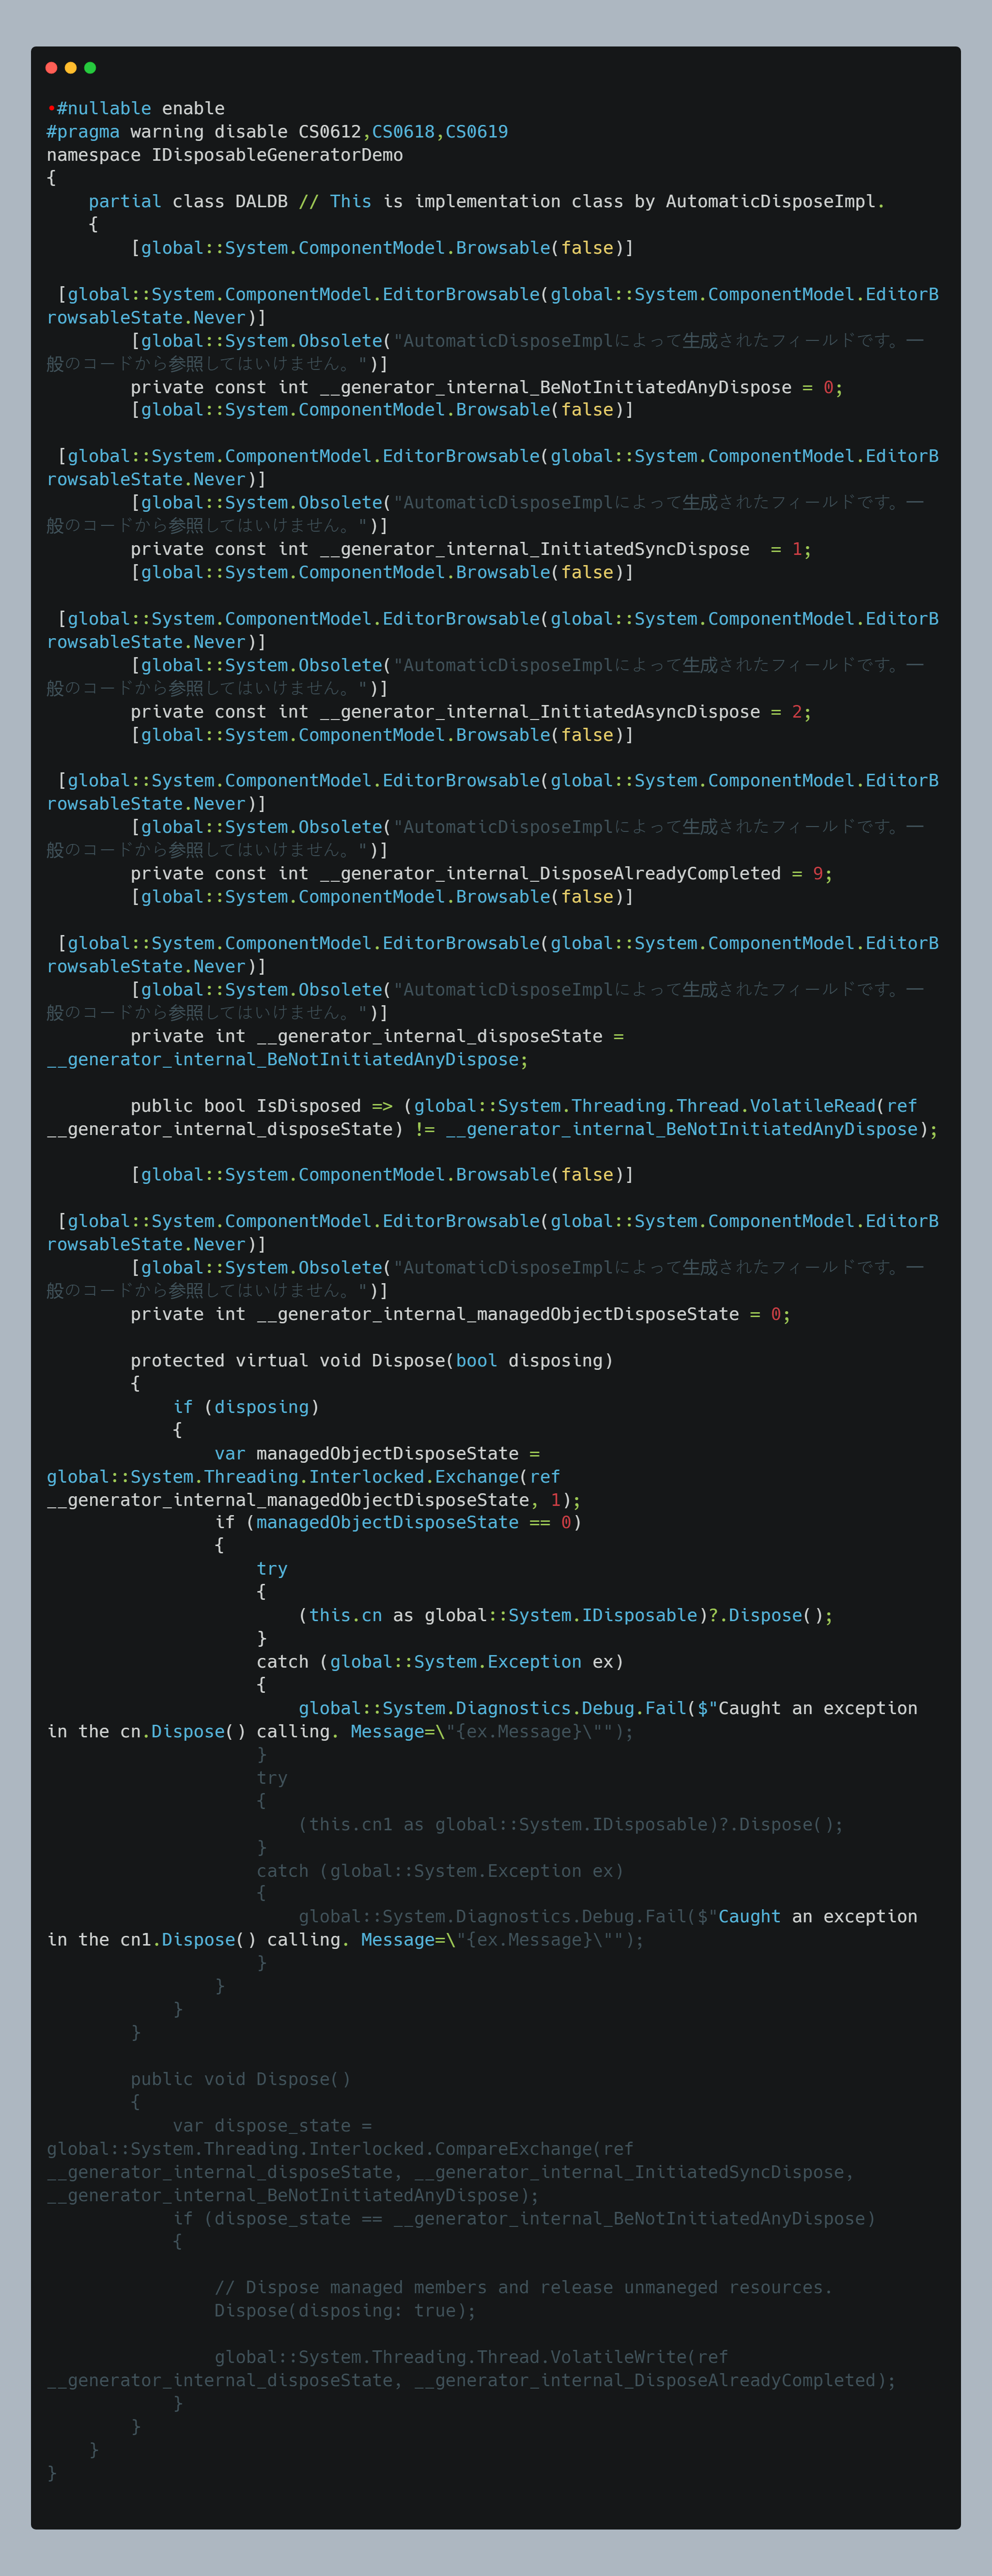 ·#nullable enable
#pragma warning disable CS0612,CS0618,CS0619
namespace IDisposableGeneratorDemo
{
    partial class DALDB // This is implementation class by AutomaticDisposeImpl.
    {
        [global::System.ComponentModel.Browsable(false)]

 [global::System.ComponentModel.EditorBrowsable(global::System.ComponentModel.EditorB
rowsableState.Never)]
        [global::System.Obsolete("AutomaticDisposeImplによって生成されたフィールドです。一
般のコードから参照してはいけません。")]
        private const int __generator_internal_BeNotInitiatedAnyDispose = 0;
        [global::System.ComponentModel.Browsable(false)]

 [global::System.ComponentModel.EditorBrowsable(global::System.ComponentModel.EditorB
rowsableState.Never)]
        [global::System.Obsolete("AutomaticDisposeImplによって生成されたフィールドです。一
般のコードから参照してはいけません。")]
        private const int __generator_internal_InitiatedSyncDispose  = 1;
        [global::System.ComponentModel.Browsable(false)]

 [global::System.ComponentModel.EditorBrowsable(global::System.ComponentModel.EditorB
rowsableState.Never)]
        [global::System.Obsolete("AutomaticDisposeImplによって生成されたフィールドです。一
般のコードから参照してはいけません。")]
        private const int __generator_internal_InitiatedAsyncDispose = 2;
        [global::System.ComponentModel.Browsable(false)]

 [global::System.ComponentModel.EditorBrowsable(global::System.ComponentModel.EditorB
rowsableState.Never)]
        [global::System.Obsolete("AutomaticDisposeImplによって生成されたフィールドです。一
般のコードから参照してはいけません。")]
        private const int __generator_internal_DisposeAlreadyCompleted = 9;
        [global::System.ComponentModel.Browsable(false)]

 [global::System.ComponentModel.EditorBrowsable(global::System.ComponentModel.EditorB
rowsableState.Never)]
        [global::System.Obsolete("AutomaticDisposeImplによって生成されたフィールドです。一
般のコードから参照してはいけません。")]
        private int __generator_internal_disposeState =
__generator_internal_BeNotInitiatedAnyDispose;

        public bool IsDisposed => (global::System.Threading.Thread.VolatileRead(ref
__generator_internal_disposeState) != __generator_internal_BeNotInitiatedAnyDispose);

        [global::System.ComponentModel.Browsable(false)]

 [global::System.ComponentModel.EditorBrowsable(global::System.ComponentModel.EditorB
rowsableState.Never)]
        [global::System.Obsolete("AutomaticDisposeImplによって生成されたフィールドです。一
般のコードから参照してはいけません。")]
        private int __generator_internal_managedObjectDisposeState = 0;

        protected virtual void Dispose(bool disposing)
        {
            if (disposing)
            {
                var managedObjectDisposeState =
global::System.Threading.Interlocked.Exchange(ref
__generator_internal_managedObjectDisposeState, 1);
                if (managedObjectDisposeState == 0)
                {
                    try
                    {
                        (this.cn as global::System.IDisposable)?.Dispose();
                    }
                    catch (global::System.Exception ex)
                    {
                        global::System.Diagnostics.Debug.Fail($"Caught an exception
in the cn.Dispose() calling. Message=\"{ex.Message}\"");
                    }
                    try
                    {
                        (this.cn1 as global::System.IDisposable)?.Dispose();
                    }
                    catch (global::System.Exception ex)
                    {
                        global::System.Diagnostics.Debug.Fail($"Caught an exception
in the cn1.Dispose() calling. Message=\"{ex.Message}\"");
                    }
                }
            }
        }

        public void Dispose()
        {
            var dispose_state =
global::System.Threading.Interlocked.CompareExchange(ref
__generator_internal_disposeState, __generator_internal_InitiatedSyncDispose,
__generator_internal_BeNotInitiatedAnyDispose);
            if (dispose_state == __generator_internal_BeNotInitiatedAnyDispose)
            {

                // Dispose managed members and release unmaneged resources.
                Dispose(disposing: true);

                global::System.Threading.Thread.VolatileWrite(ref
__generator_internal_disposeState, __generator_internal_DisposeAlreadyCompleted);
            }
        }
    }
}